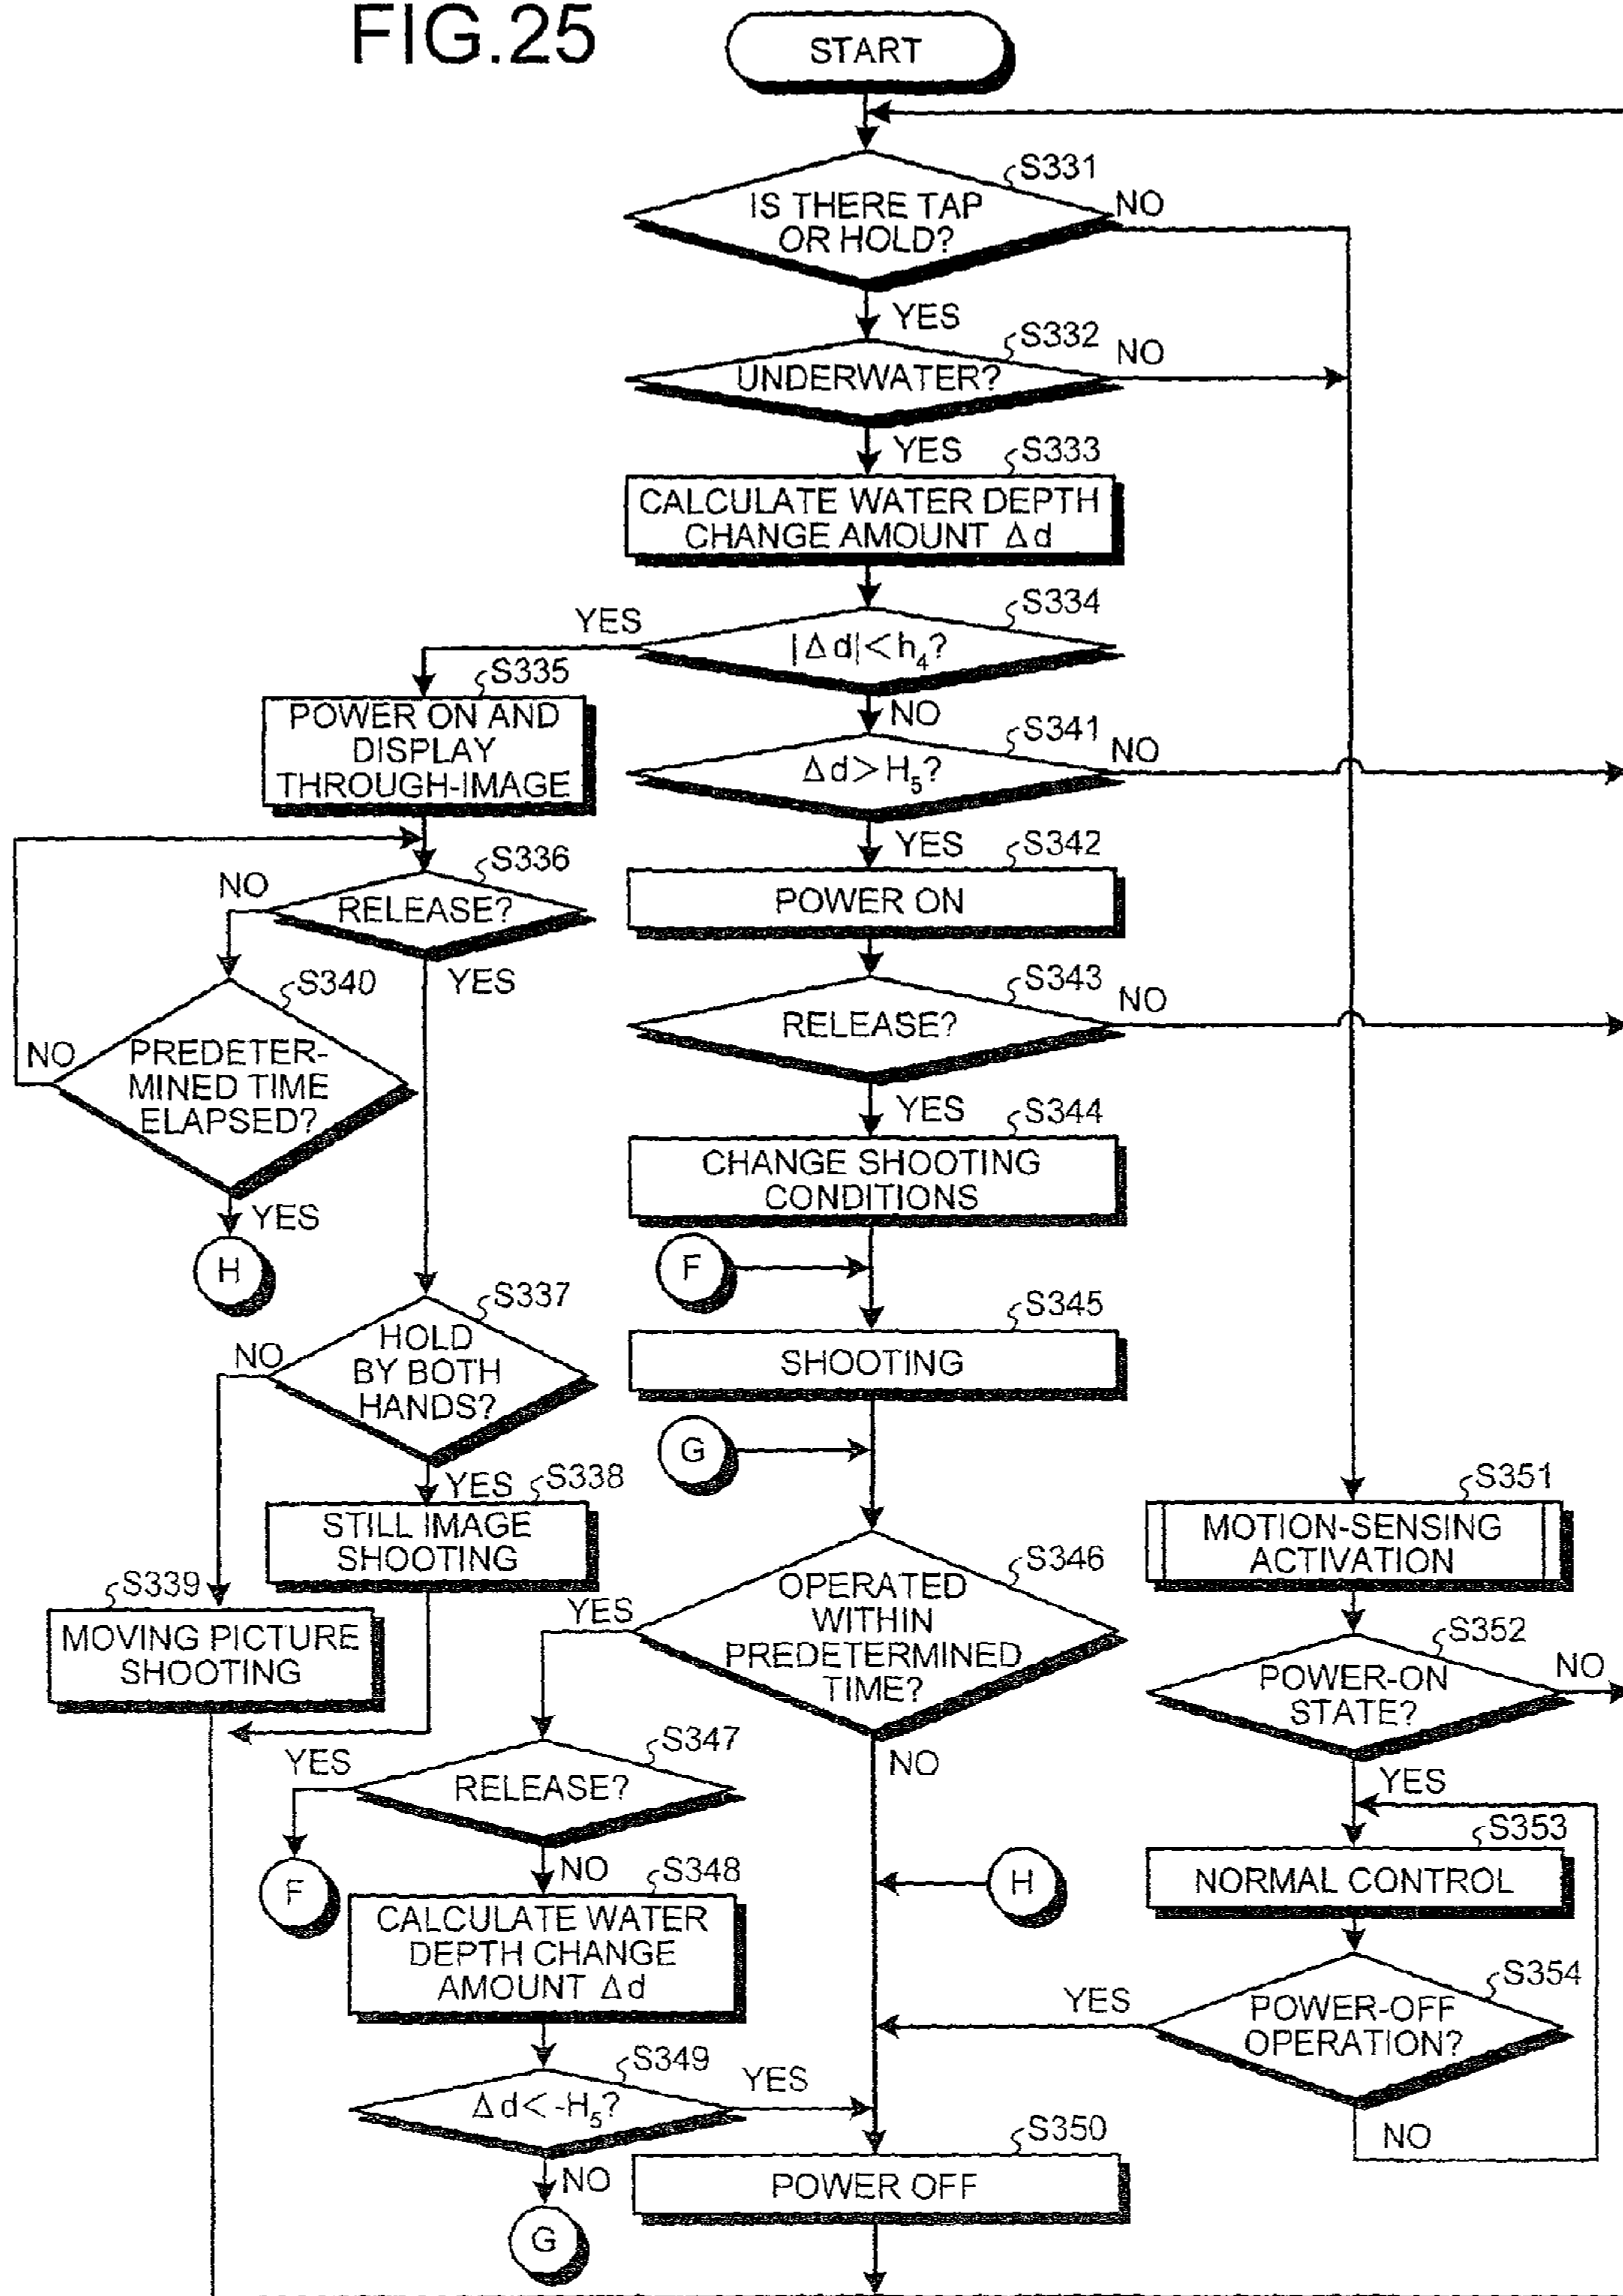 FIG.25
START
S331
IS THERE TAP
OR HOLD?
NO
YES
S332
UNDERWATER?
NO
YES
S333
CALCULATE WATER DEPTH
CHANGE AMOUNT Δd
S334
|Δd|<h₄?
YES
NO
S335
POWER ON AND
DISPLAY
THROUGH-IMAGE
S336
RELEASE?
NO
YES
S340
PREDETER-
MINED TIME
ELAPSED?
NO
YES
H
S337
HOLD
BY BOTH
HANDS?
NO
YES
S338
STILL IMAGE
SHOOTING
S339
MOVING PICTURE
SHOOTING
S341
Δd>H₅?
NO
YES
S342
POWER ON
S343
RELEASE?
NO
YES
S344
CHANGE SHOOTING
CONDITIONS
F
S345
SHOOTING
G
S346
OPERATED
WITHIN
PREDETERMINED
TIME?
YES
NO
S347
RELEASE?
YES
F
NO
S348
CALCULATE WATER
DEPTH CHANGE
AMOUNT Δd
S349
Δd<-H₅?
YES
NO
G
H
S350
POWER OFF
S351
MOTION-SENSING
ACTIVATION
S352
POWER-ON
STATE?
NO
YES
S353
NORMAL CONTROL
S354
POWER-OFF
OPERATION?
YES
NO